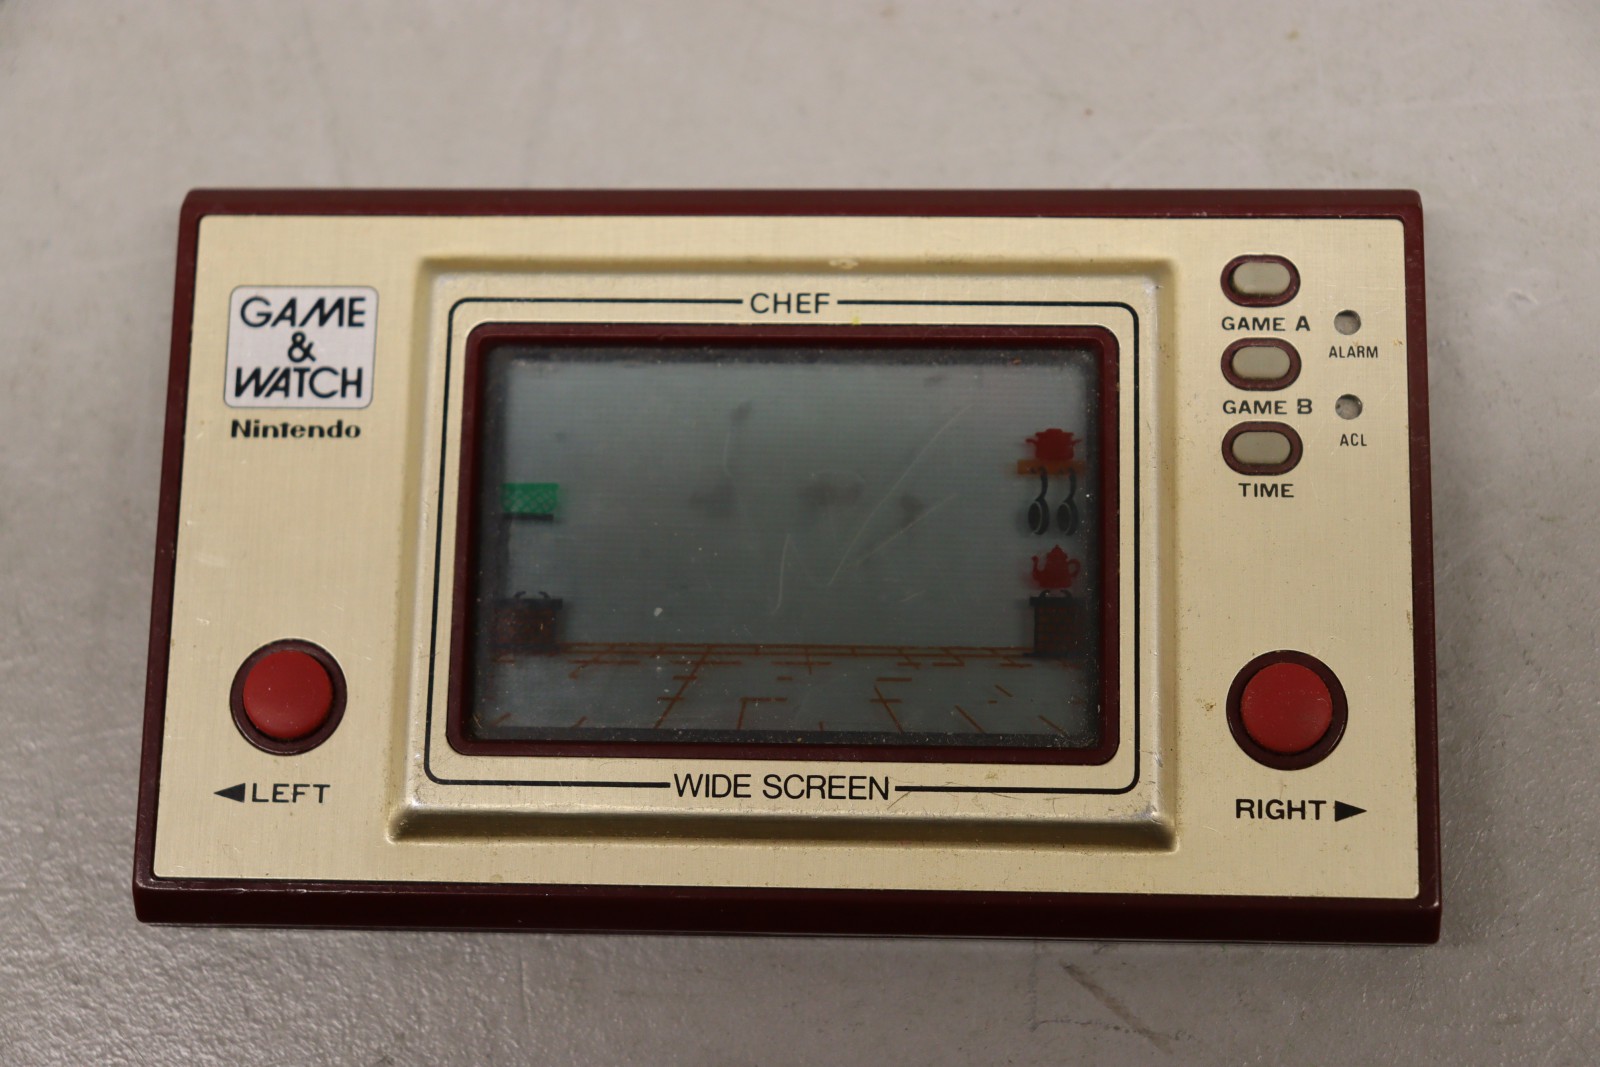 GAME
&
WATCH
Nintendo
CHEF
WIDE SCREEN
◀LEFT
GAME A
ALARM
GAME B
ACL
TIME
RIGHT▶